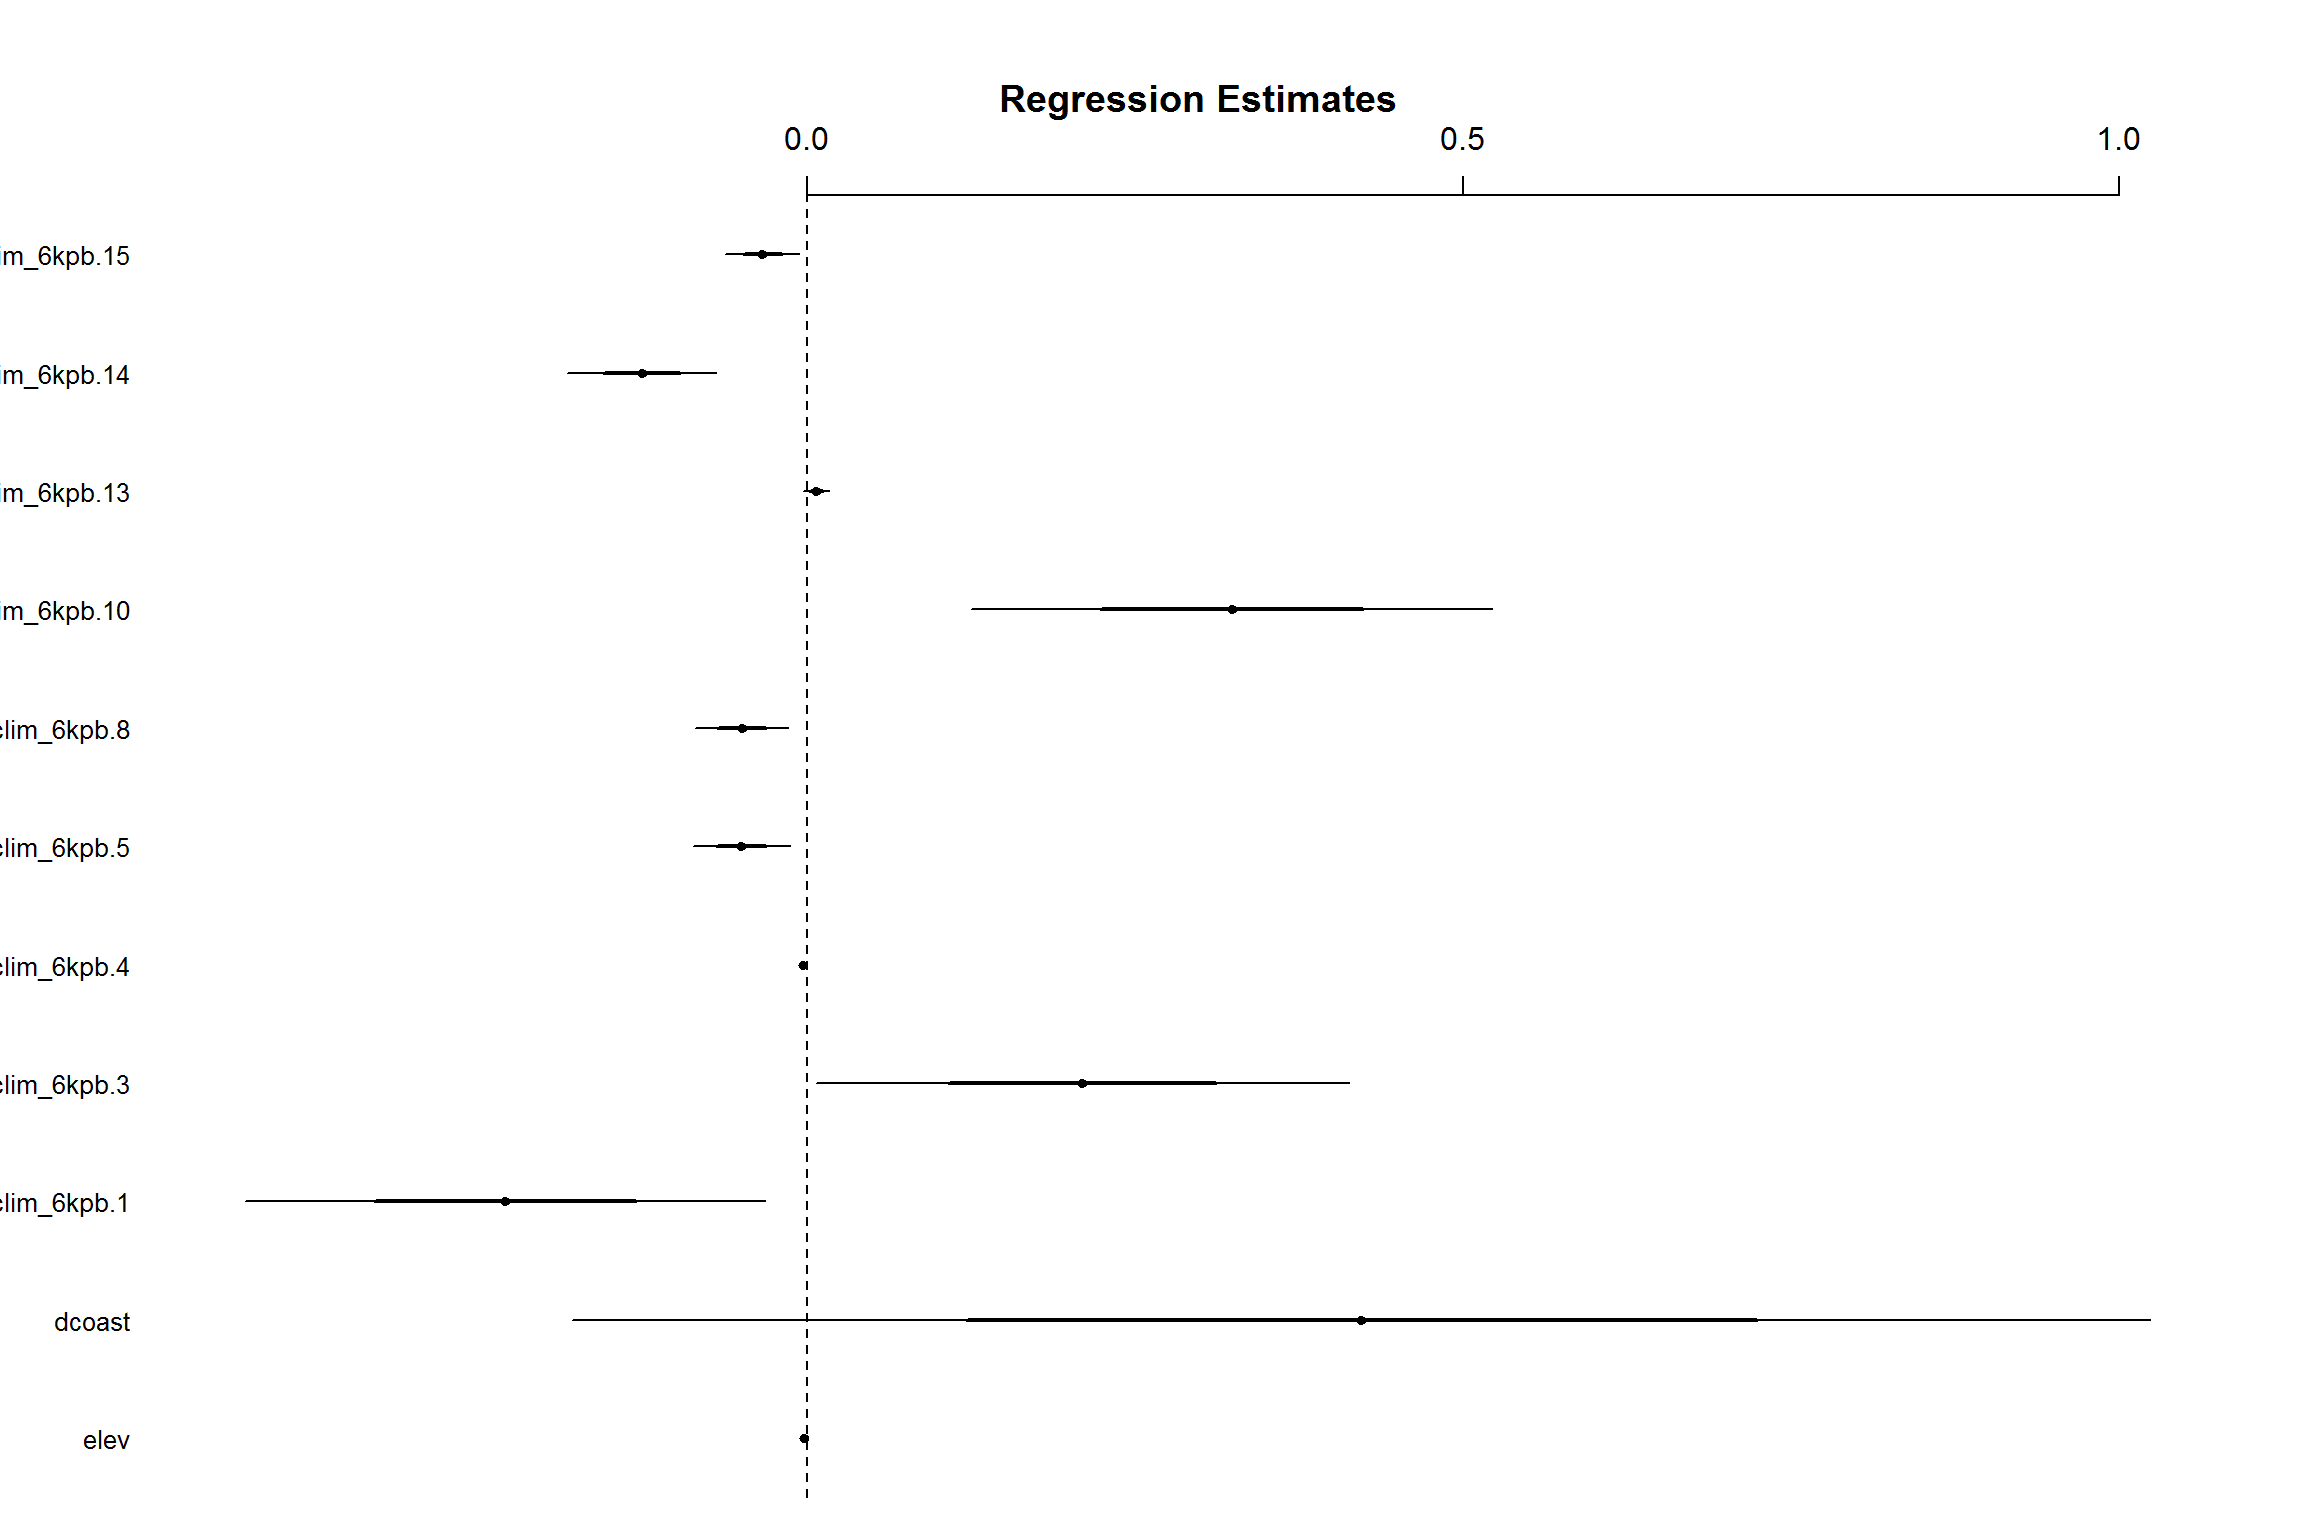 Regression Estimates
0.0 0.5 1.0
im_6kpb.15
im_6kpb.14
im_6kpb.13
im_6kpb.10
clim_6kpb.8
clim_6kpb.5
clim_6kpb.4
clim_6kpb.3
clim_6kpb.1
dcoast
elev